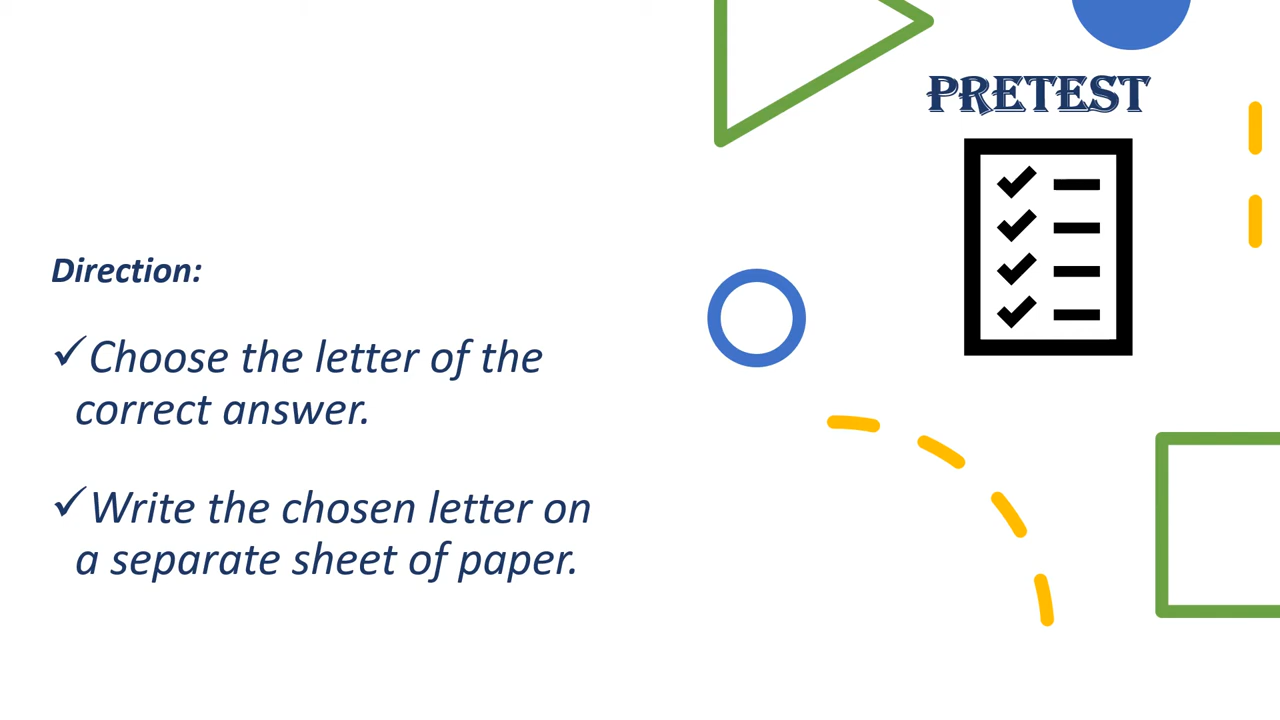 PRETEST
Direction:
✓Choose the letter of the
correct answer.
✓Write the chosen letter on
a separate sheet of paper.